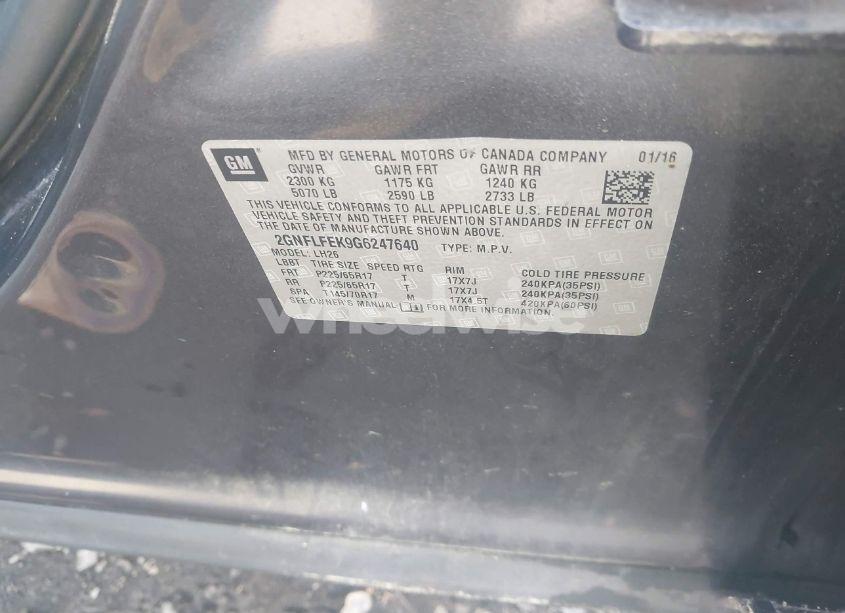 GM
MFD BY GENERAL MOTORS OF CANADA COMPANY 01/16
GVWR GAWR FRT GAWR RR
2300 KG 1175 KG 1240 KG
5070 LB 2590 LB 2733 LB
THIS VEHICLE CONFORMS TO ALL APPLICABLE U.S. FEDERAL MOTOR
VEHICLE SAFETY AND THEFT PREVENTION STANDARDS IN EFFECT ON
THE DATE OF MANUFACTURE SHOWN ABOVE.
2GNFLFEK9G6247640 TYPE: M.P.V.
MODEL: LH26
LBBT TIRE SIZE SPEED RTG RIM COLD TIRE PRESSURE
FRT P225/65R17 T 17X7J 240KPA(35PSI)
RR P225/65R17 T 17X7J 240KPA(35PSI)
SPA T145/70R17 M 17X4.5T 420KPA(60PSI)
SEE OWNER'S MANUAL FOR MORE INFORMATION.
wheelwise